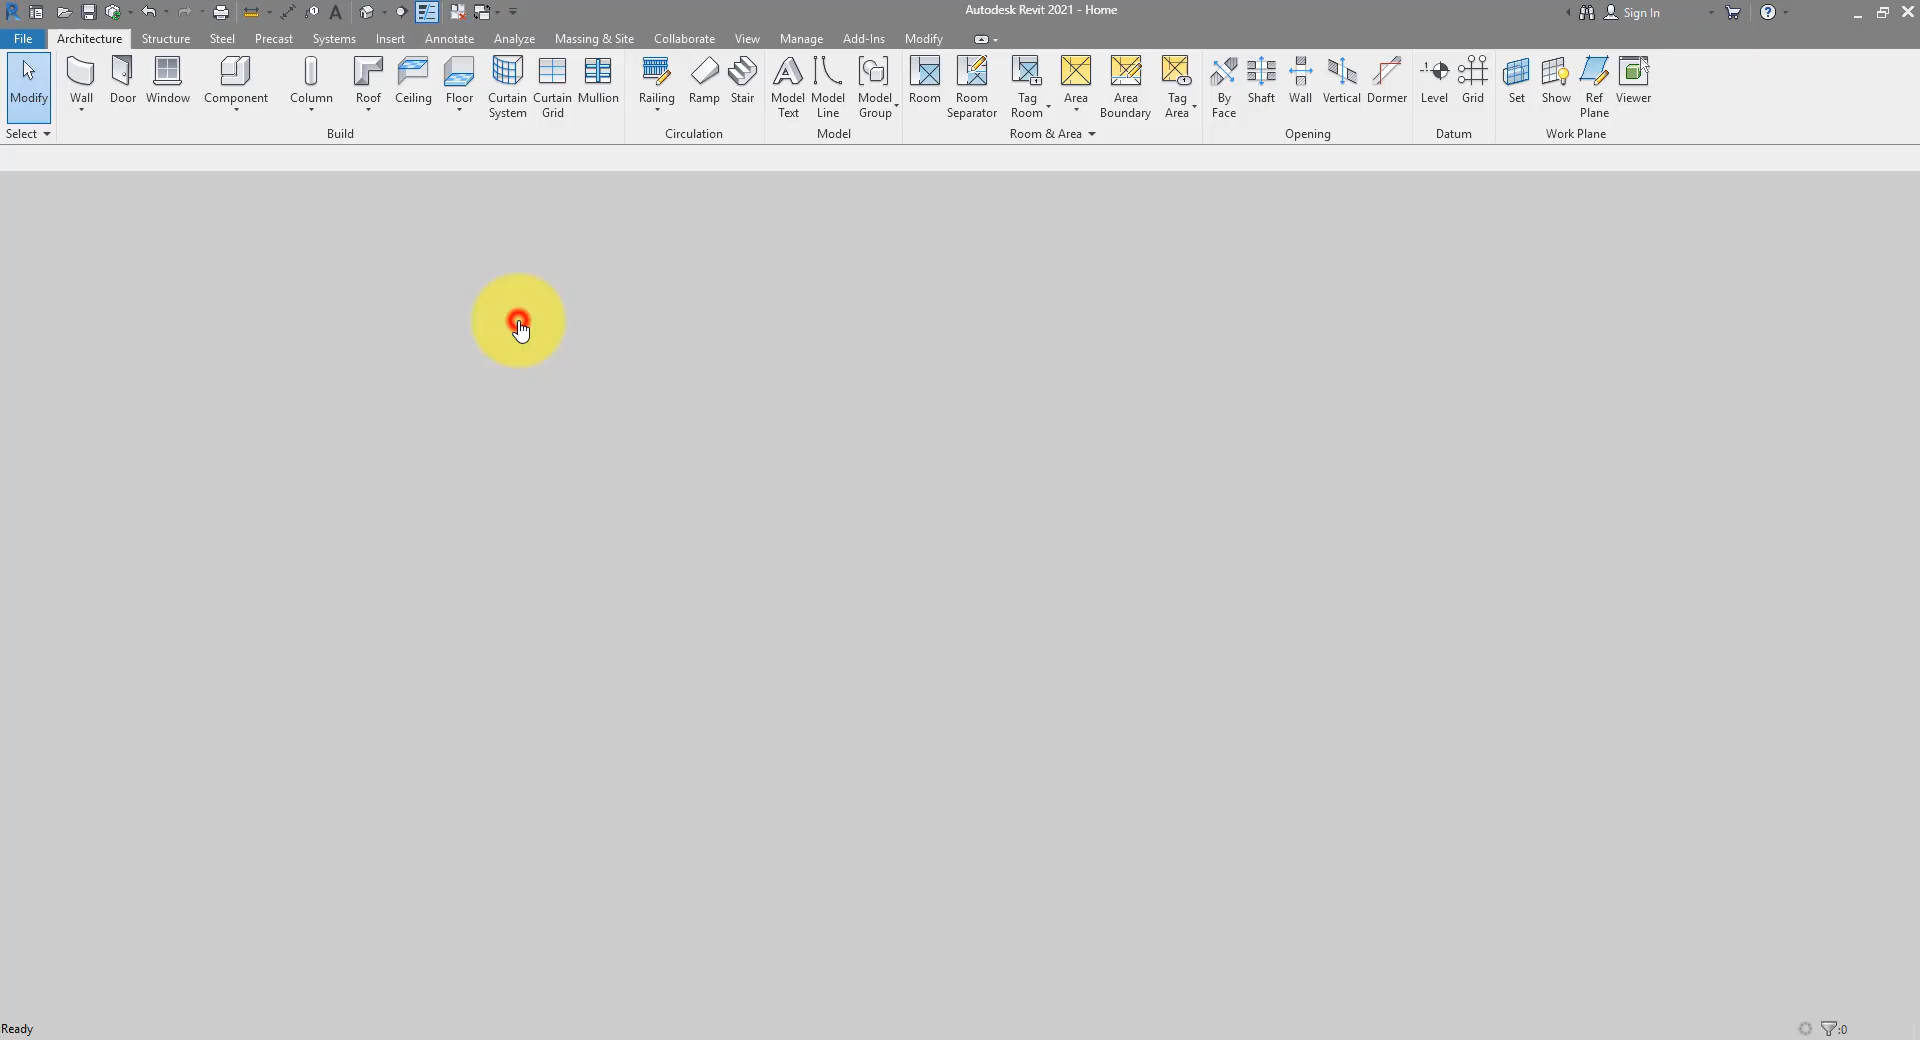 Autodesk Revit 2021 - Home
Sign In
File Architecture Structure Steel Precast Systems Insert Annotate Analyze Massing & Site Collaborate View Manage Add-Ins Modify
Modify Wall Door Window Component Column Roof Ceiling Floor Curtain System Curtain Grid Mullion Railing Ramp Stair Model Text Model Line Model Group Room Room Separator Tag Room Area Area Boundary Tag Area By Face Shaft Wall Vertical Dormer Level Grid Set Show Ref Plane Viewer
Select Build Circulation Model Room & Area Opening Datum Work Plane
Ready
:0